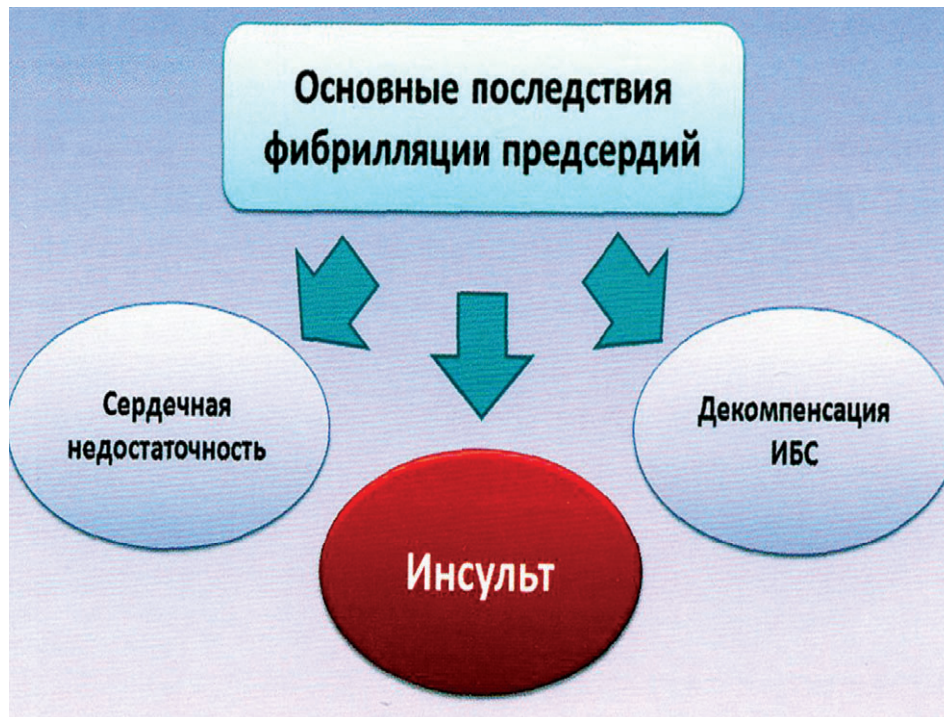 Основные последствия
фибрилляции предсердий
Сердечная
недостаточность
Инсульт
Декомпенсация
ИБС